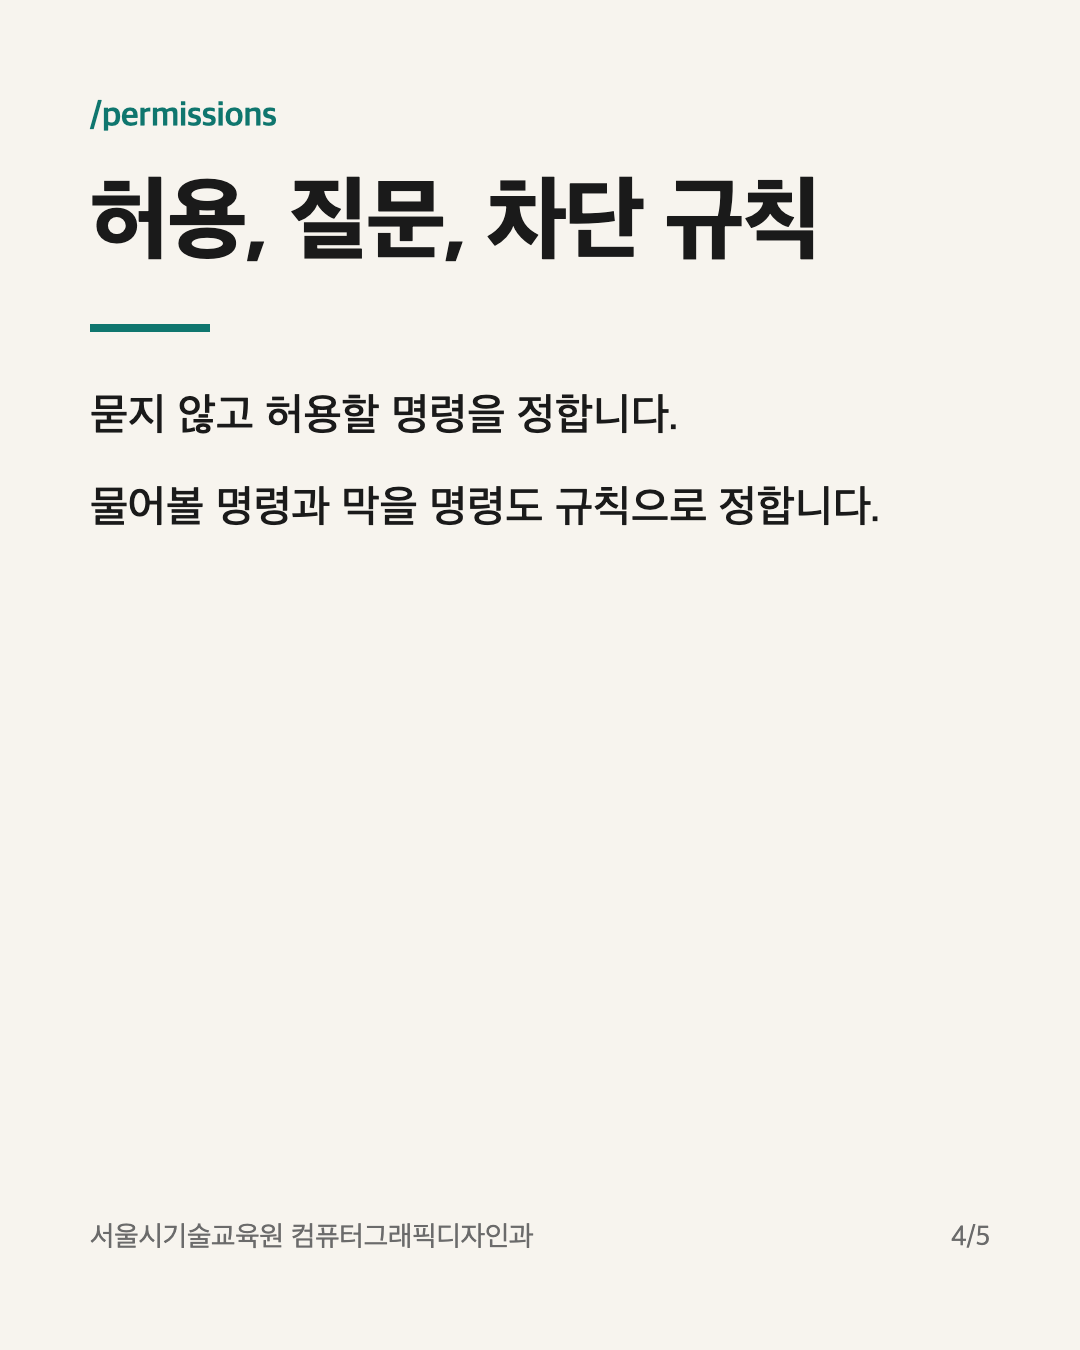 /permissions
허용, 질문, 차단 규칙
묻지 않고 허용할 명령을 정합니다.
물어볼 명령과 막을 명령도 규칙으로 정합니다.
서울시기술교육원 컴퓨터그래픽디자인과
4/5